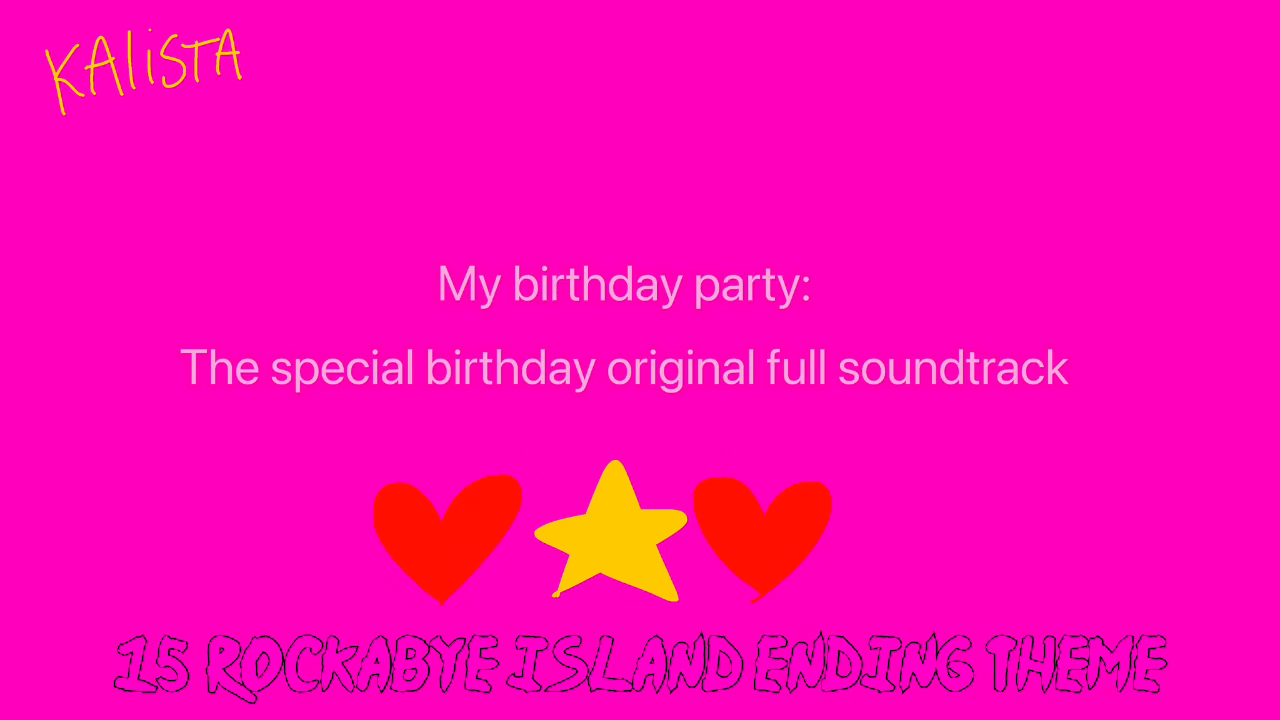 KALiSTA
My birthday party:
The special birthday original full soundtrack
15 ROCKABYE ISLAND ENDING THEME